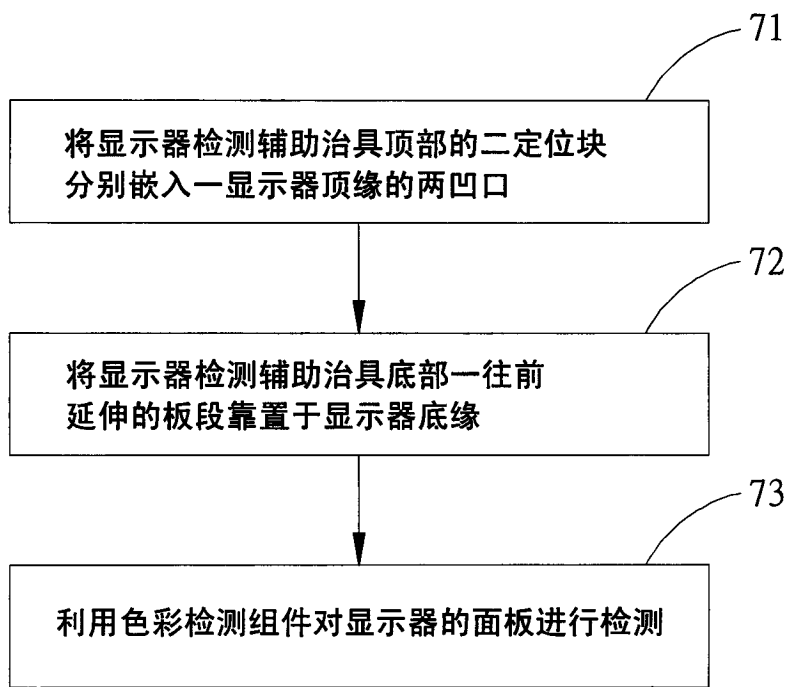 71
将显示器检测辅助治具顶部的二定位块
分别嵌入一显示器顶缘的两凹口
72
将显示器检测辅助治具底部一往前
延伸的板段靠置于显示器底缘
73
利用色彩检测组件对显示器的面板进行检测